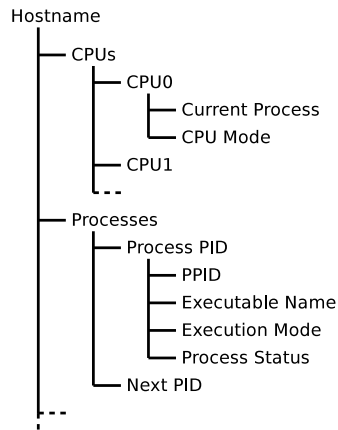 Hostname
CPUs
CPU0
Current Process
CPU Mode
CPU1
Processes
Process PID
PPID
Executable Name
Execution Mode
Process Status
Next PID